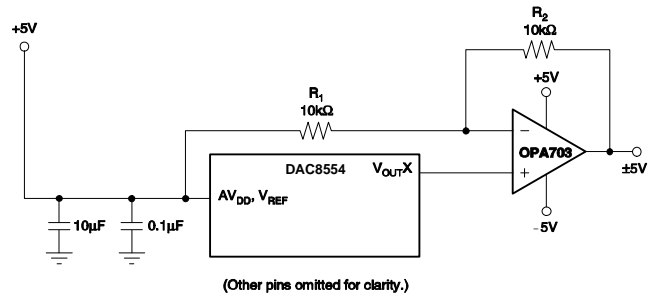 +5V
R2
10kΩ
+5V
R1
10kΩ
−
OPA703
+
±5V
−5V
DAC8554
VOUTX
AVDD, VREF
10µF
0.1µF
(Other pins omitted for clarity.)